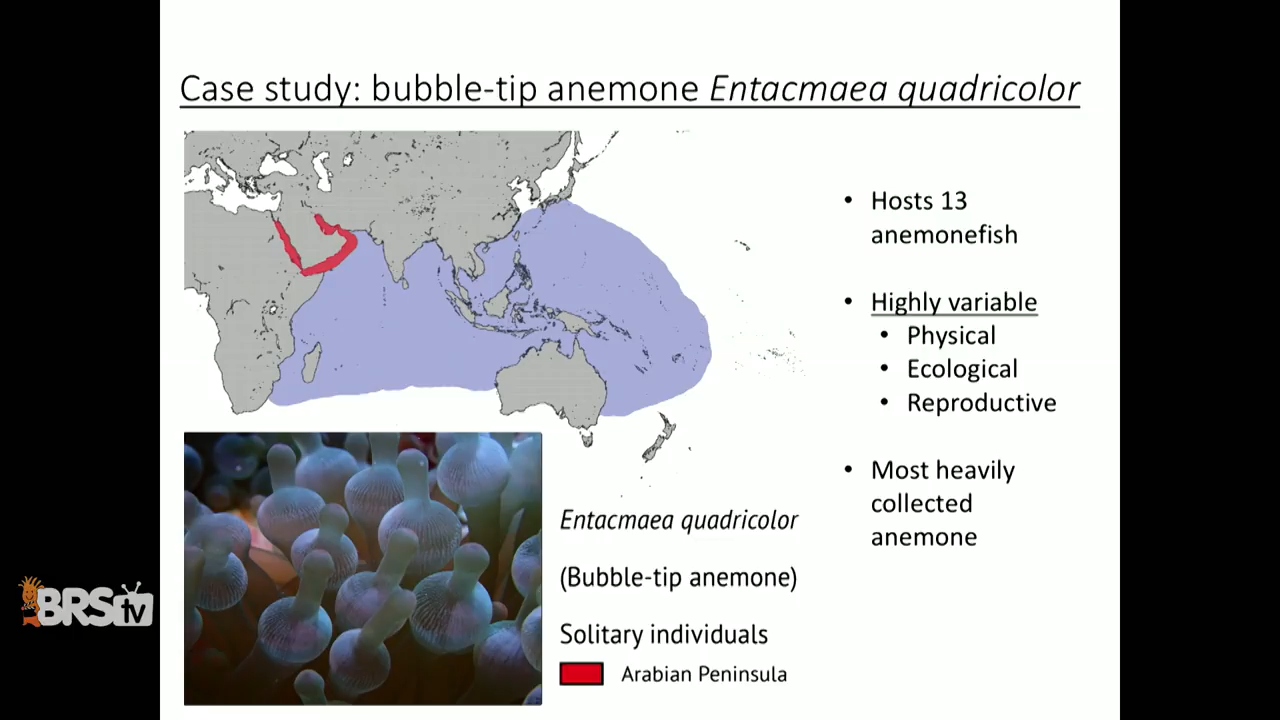 Case study: bubble-tip anemone Entacmaea quadricolor
• Hosts 13
anemonefish
• Highly variable
• Physical
• Ecological
• Reproductive
• Most heavily
collected
anemone
Entacmaea quadricolor
(Bubble-tip anemone)
Solitary individuals
Arabian Peninsula
BRStv